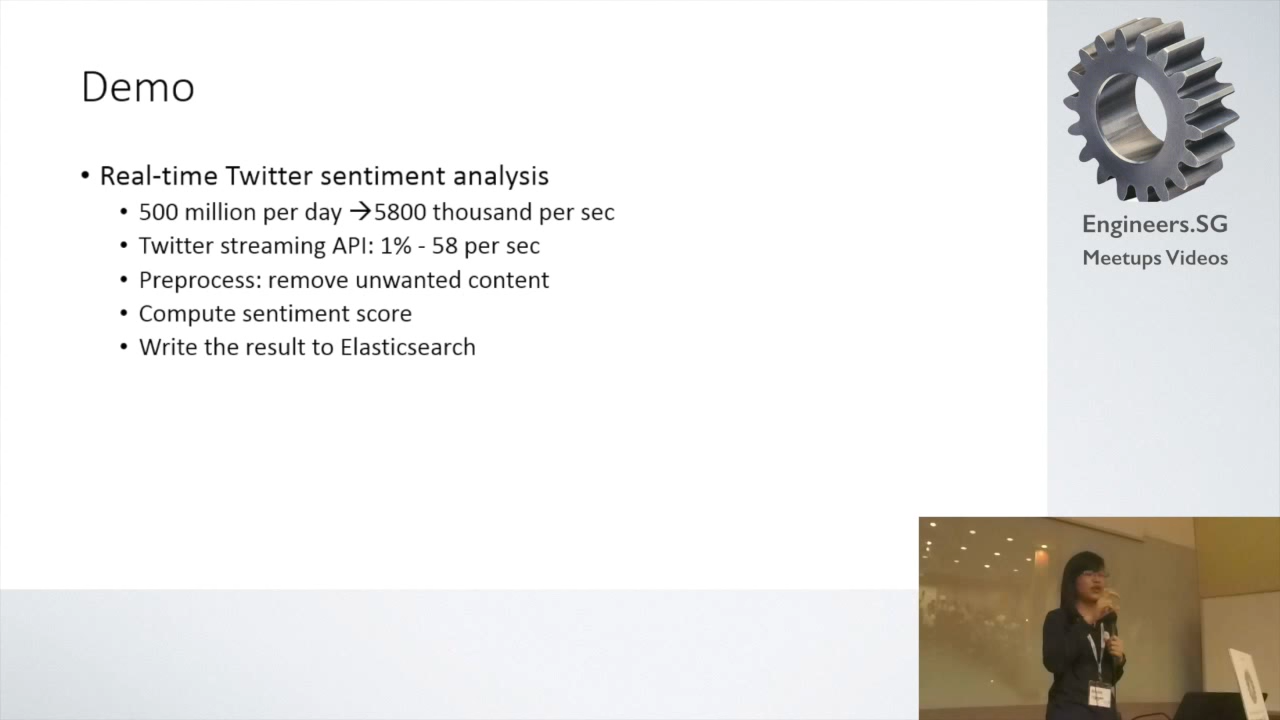 Demo
• Real-time Twitter sentiment analysis
• 500 million per day →5800 thousand per sec
• Twitter streaming API: 1% - 58 per sec
• Preprocess: remove unwanted content
• Compute sentiment score
• Write the result to Elasticsearch
Engineers.SG
Meetups Videos